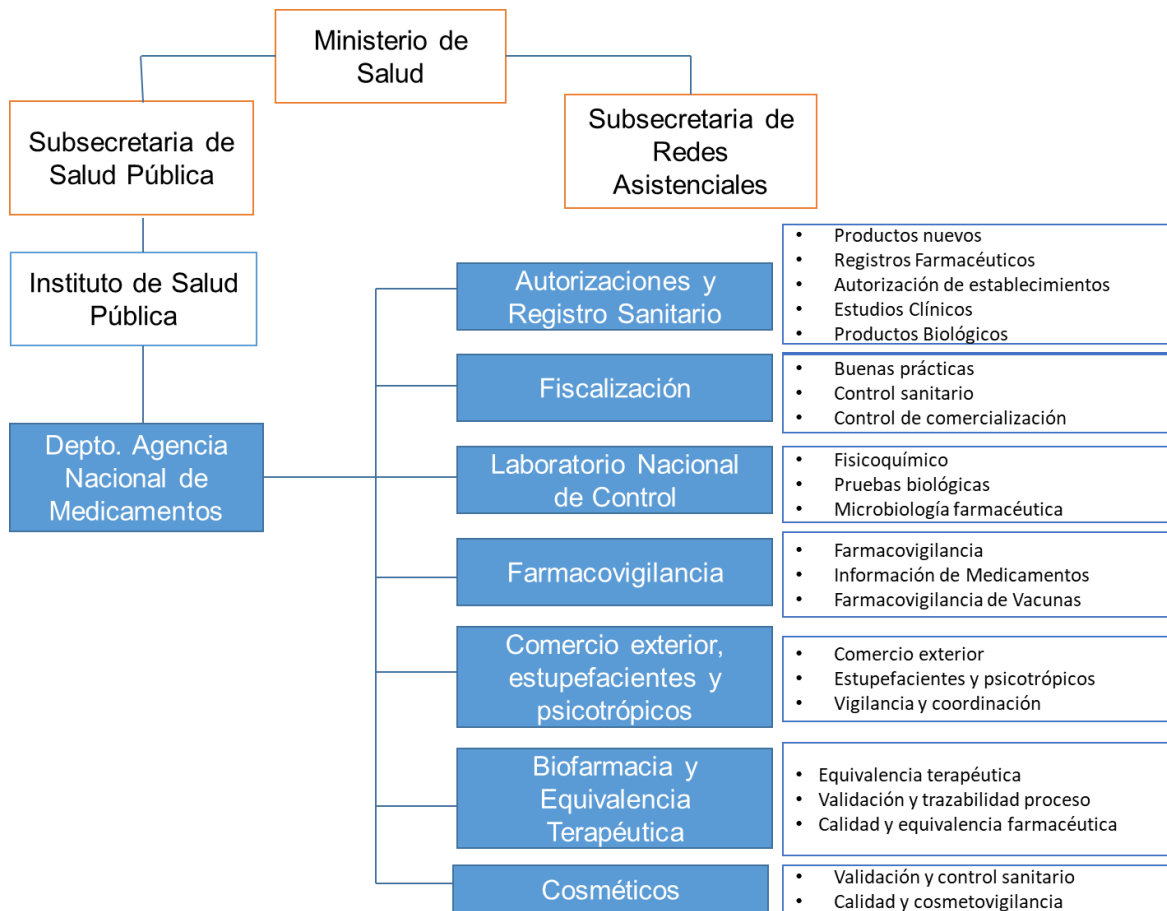 Ministerio de
Salud
Subsecretaria de
Salud Pública
Subsecretaria de
Redes
Asistenciales
Instituto de Salud
Pública
Depto. Agencia
Nacional de
Medicamentos
Autorizaciones y
Registro Sanitario
• Productos nuevos
• Registros Farmacéuticos
• Autorización de establecimientos
• Estudios Clínicos
• Productos Biológicos
Fiscalización
• Buenas prácticas
• Control sanitario
• Control de comercialización
Laboratorio Nacional
de Control
• Fisicoquímico
• Pruebas biológicas
• Microbiología farmacéutica
Farmacovigilancia
• Farmacovigilancia
• Información de Medicamentos
• Farmacovigilancia de Vacunas
Comercio exterior,
estupefacientes y
psicotrópicos
• Comercio exterior
• Estupefacientes y psicotrópicos
• Vigilancia y coordinación
Biofarmacia y
Equivalencia
Terapéutica
• Equivalencia terapéutica
• Validación y trazabilidad proceso
• Calidad y equivalencia farmacéutica
Cosméticos
• Validación y control sanitario
• Calidad y cosmetovigilancia